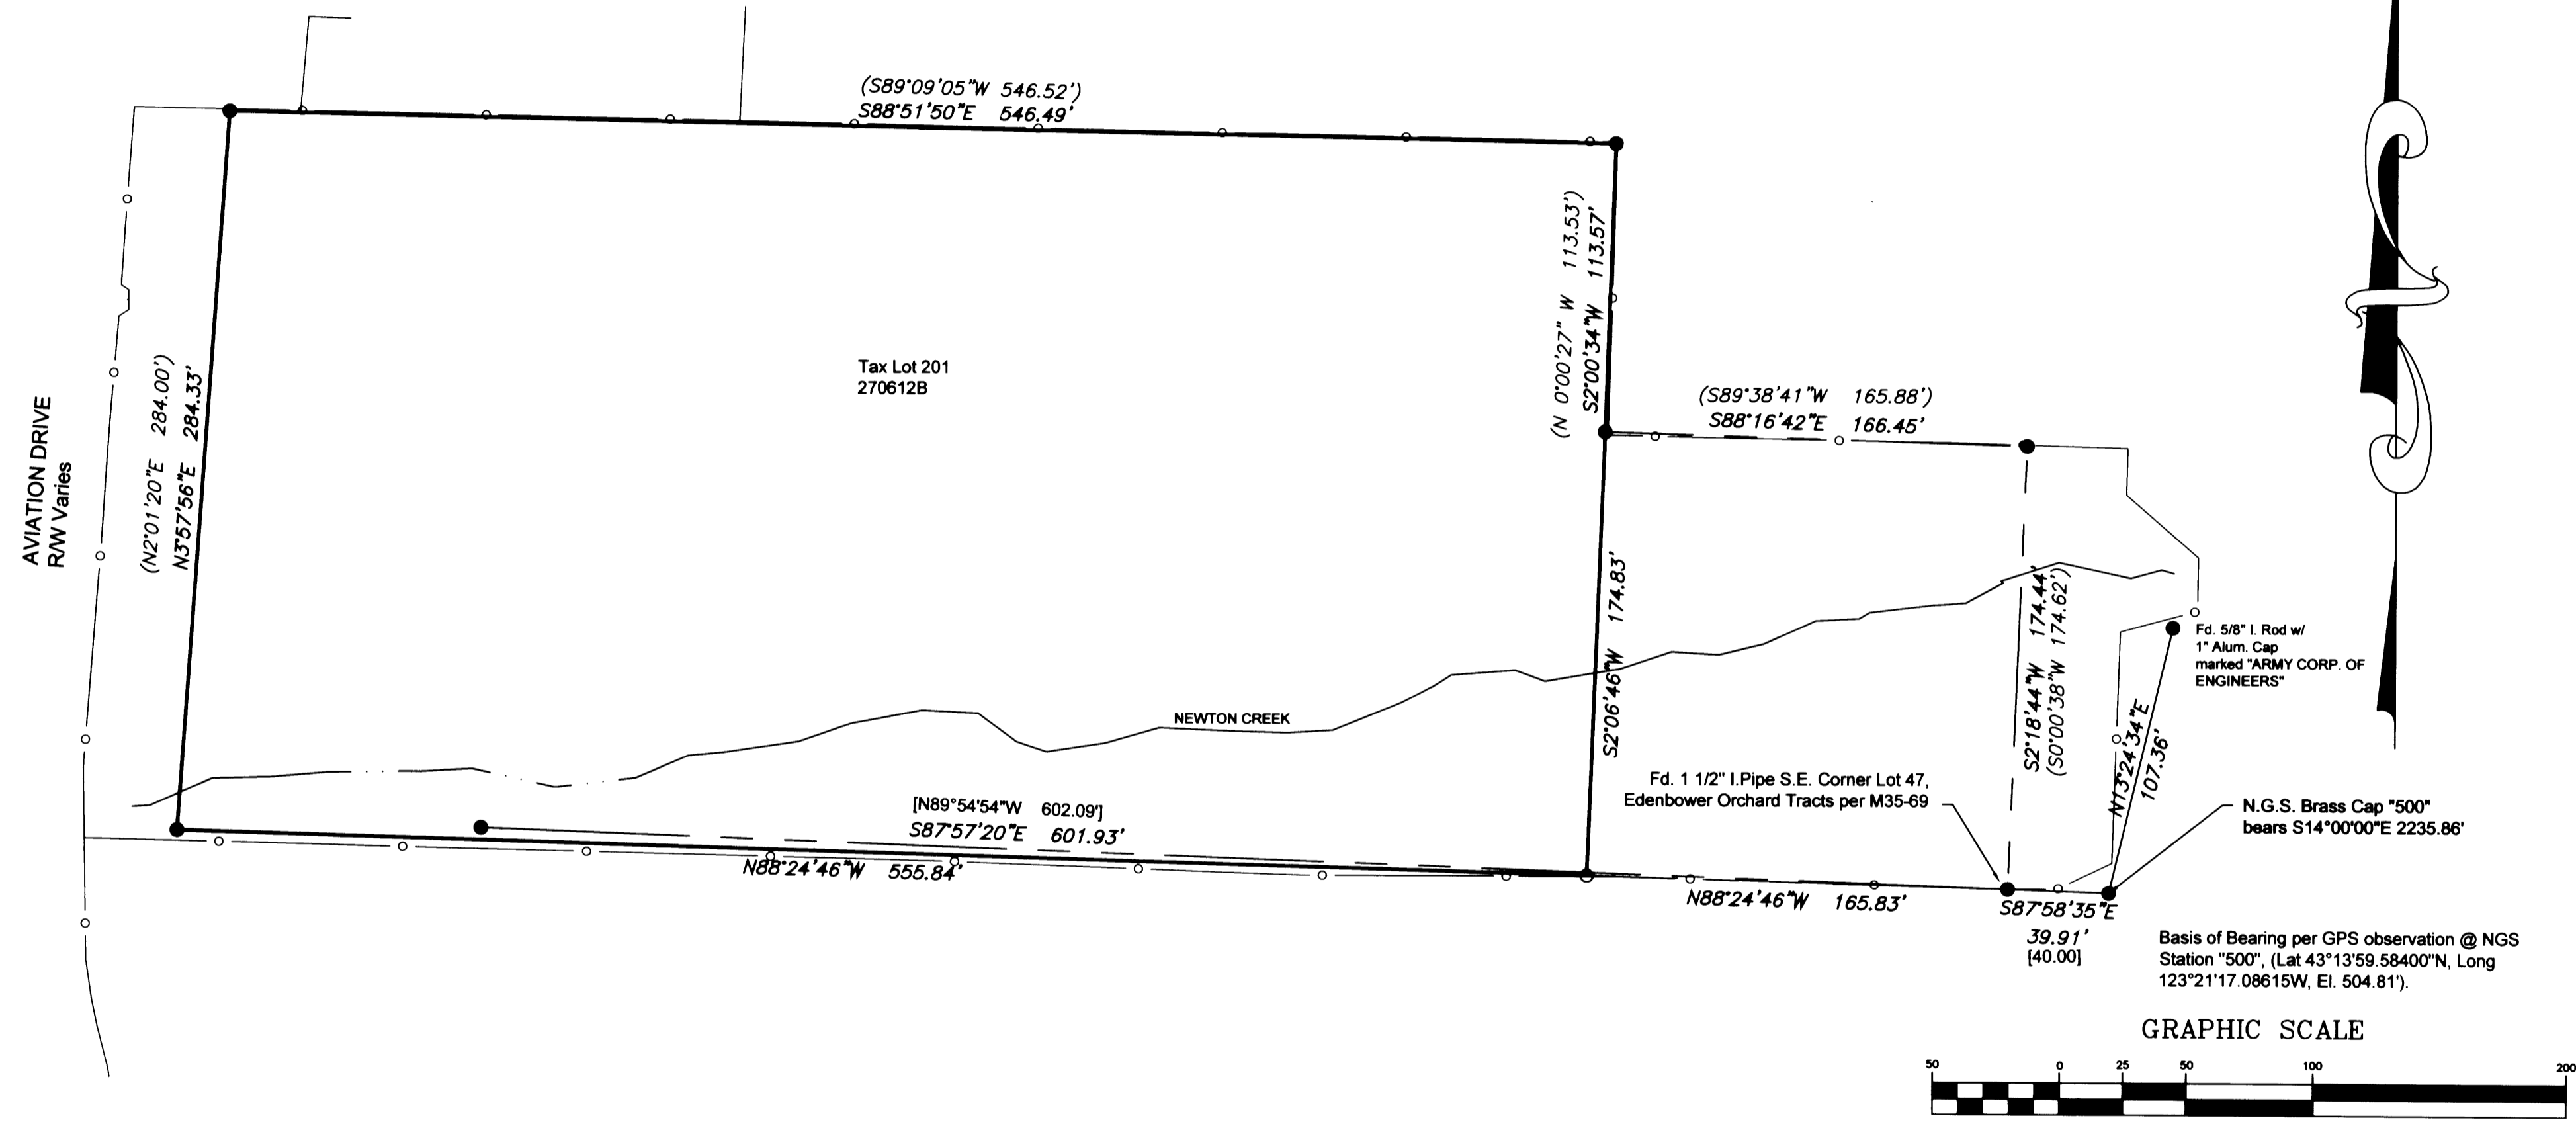 (S89°09'05"W 546.52')
S88°51'50"E 546.49'
(N 0°00'27" W 113.53')
S2°00'34"W 113.57'
Tax Lot 201
270612B
AVIATION DRIVE
R/W Varies
(N2°01'20"E 284.00')
N3°57'56"E 284.33'
(S89°38'41"W 165.88')
S88°16'42"E 166.45'
S2°06'46"W 174.83'
S2°18'44"W 174.44'
(S0°00'38"W 174.62')
Fd. 5/8" I. Rod w/
1" Alum. Cap
marked "ARMY CORP. OF
ENGINEERS"
N13°24'34"E
107.36'
NEWTON CREEK
Fd. 1 1/2" I.Pipe S.E. Corner Lot 47,
Edenbower Orchard Tracts per M35-69
N.G.S. Brass Cap "500"
bears S14°00'00"E 2235.86'
[N89°54'54"W 602.09']
S87°57'20"E 601.93'
N88°24'46"W 555.84'
N88°24'46"W 165.83'
S87°58'35"E
39.91'
[40.00]
Basis of Bearing per GPS observation @ NGS
Station "500", (Lat 43°13'59.58400"N, Long
123°21'17.08615W, El. 504.81').
GRAPHIC SCALE
50 0 25 50 100 200